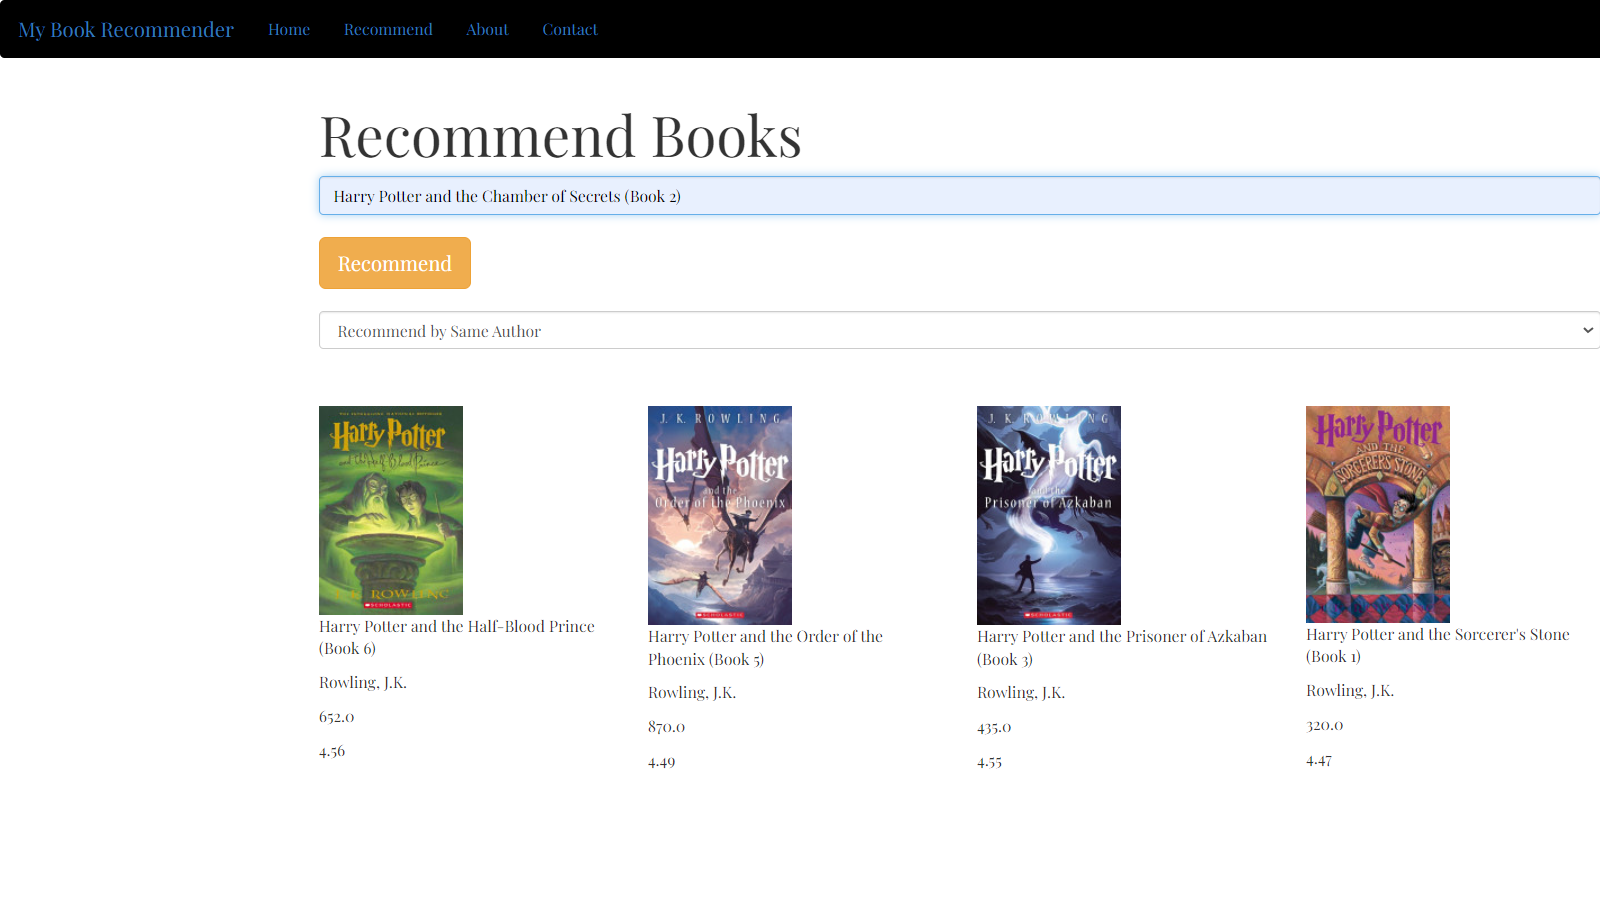 My Book Recommender Home Recommend About Contact
Recommend Books
Harry Potter and the Chamber of Secrets (Book 2)
Recommend
Recommend by Same Author
Harry Potter
and the Half-Blood Prince
J. K. ROWLING
SCHOLASTIC
Harry Potter and the Half-Blood Prince
(Book 6)
Rowling, J.K.
652.0
4.56
J. K. ROWLING
Harry Potter
and the
Order of the Phoenix
SCHOLASTIC
Harry Potter and the Order of the
Phoenix (Book 5)
Rowling, J.K.
870.0
4.49
J. K. ROWLING
Harry Potter
and the
Prisoner of Azkaban
SCHOLASTIC
Harry Potter and the Prisoner of Azkaban
(Book 3)
Rowling, J.K.
435.0
4.55
Harry Potter
AND THE
SORCERER'S STONE
Harry Potter and the Sorcerer's Stone
(Book 1)
Rowling, J.K.
320.0
4.47